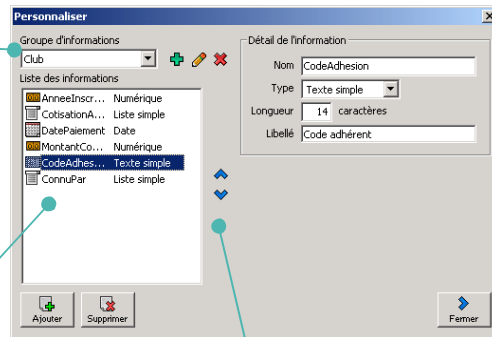 Personnaliser
Groupe d'informations
Club
Liste des informations
AnneeInscr... Numérique
CotisationA... Liste simple
DatePaiement Date
MontantCo... Numérique
CodeAdhes... Texte simple
ConnuPar Liste simple
Ajouter Supprimer
Détail de l'information
Nom CodeAdhesion
Type Texte simple
Longueur 14 caractères
Libellé Code adhérent
Fermer